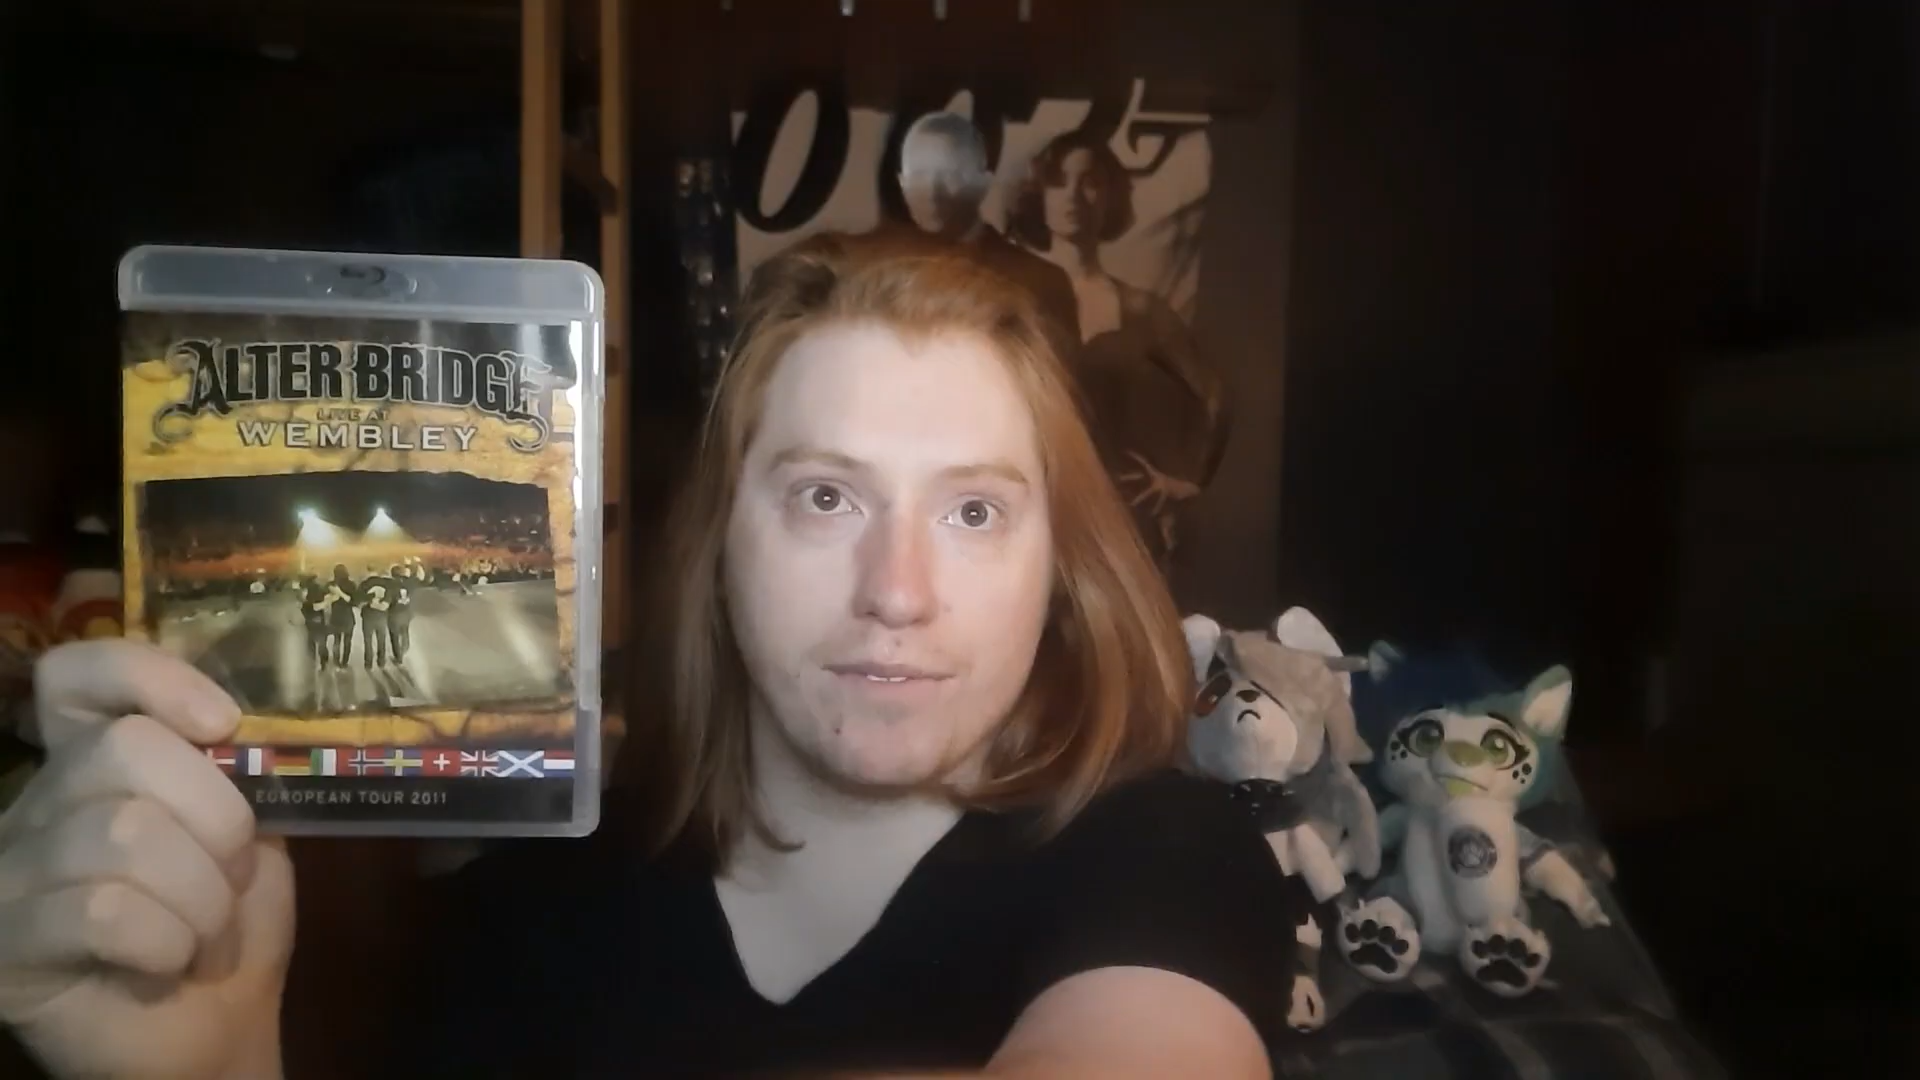 007
ALTER BRIDGE
LIVE AT
WEMBLEY
EUROPEAN TOUR 2011